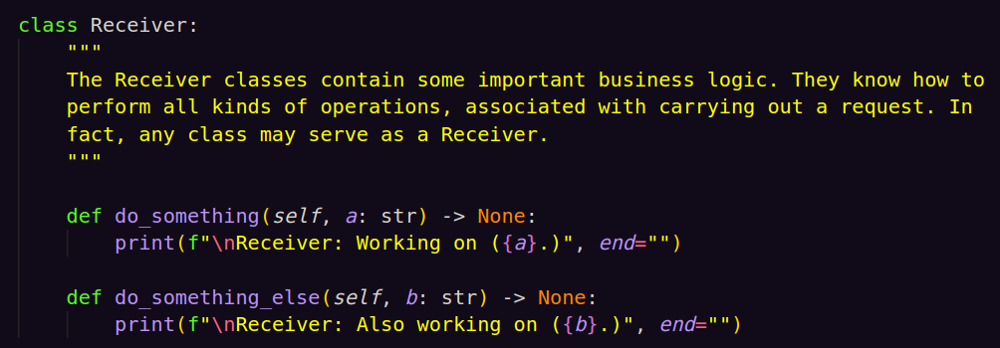 class Receiver:
    """
    The Receiver classes contain some important business logic. They know how to
    perform all kinds of operations, associated with carrying out a request. In
    fact, any class may serve as a Receiver.
    """

    def do_something(self, a: str) -> None:
        print(f"\nReceiver: Working on ({a}.)", end="")

    def do_something_else(self, b: str) -> None:
        print(f"\nReceiver: Also working on ({b}.)", end="")